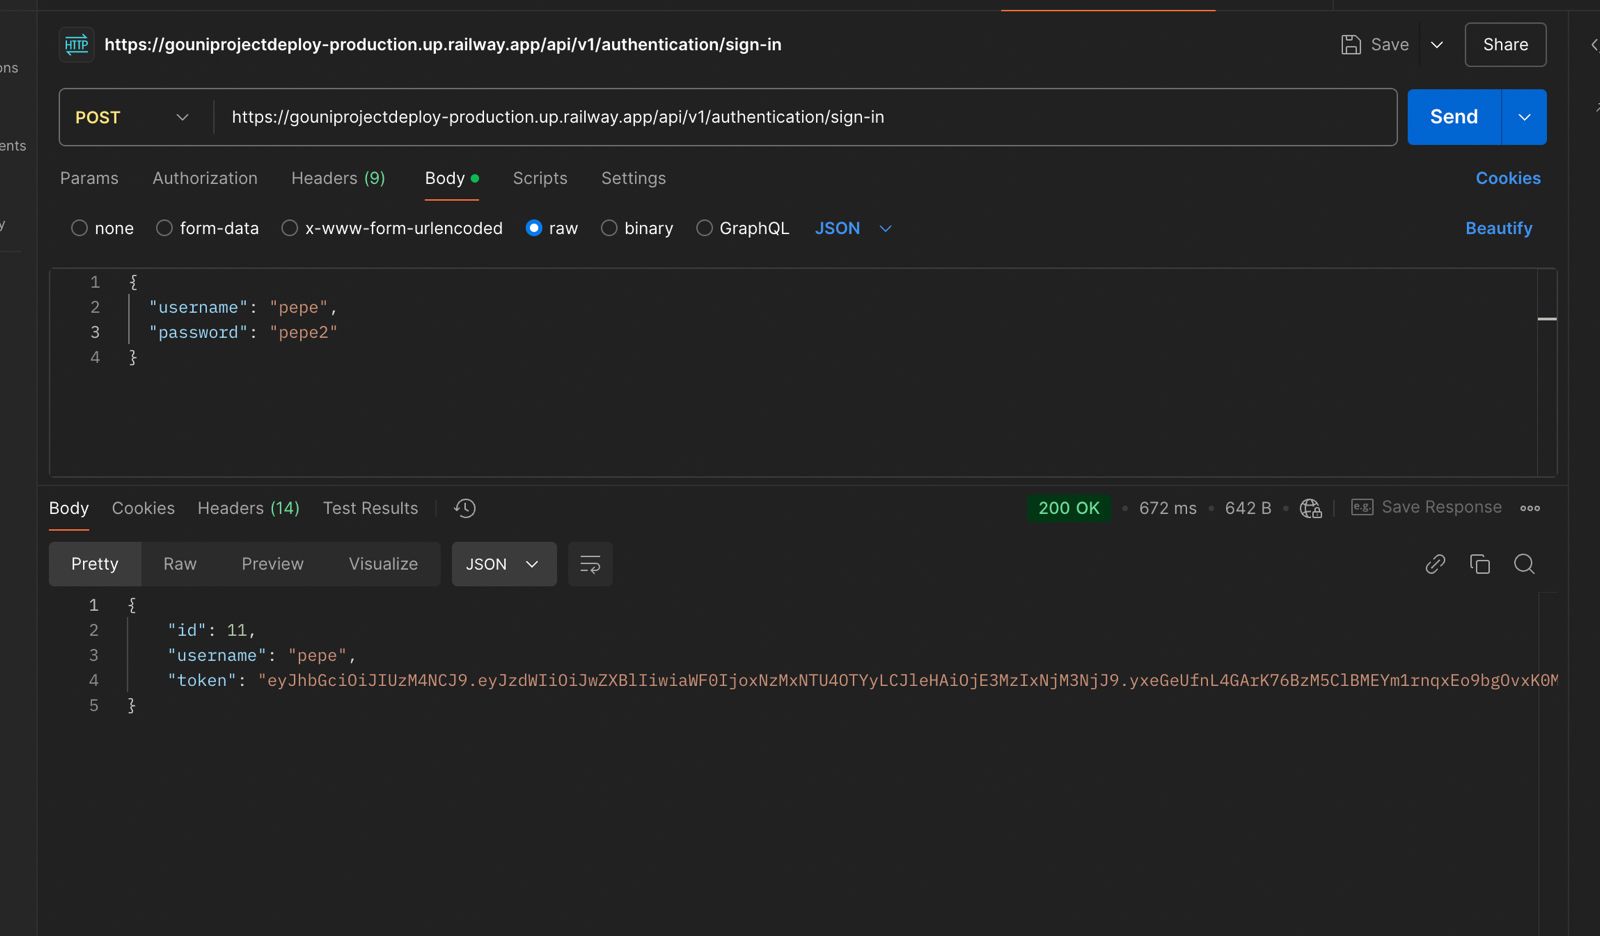 ons
ents
y
HTTP https://gouniprojectdeploy-production.up.railway.app/api/v1/authentication/sign-in Save Share
POST https://gouniprojectdeploy-production.up.railway.app/api/v1/authentication/sign-in Send
Params Authorization Headers (9) Body Scripts Settings Cookies
none form-data x-www-form-urlencoded raw binary GraphQL JSON Beautify
1 {
2 "username": "pepe",
3 "password": "pepe2"
4 }
Body Cookies Headers (14) Test Results 200 OK • 672 ms • 642 B • e.g. Save Response
Pretty Raw Preview Visualize JSON
1 {
2 "id": 11,
3 "username": "pepe",
4 "token": "eyJhbGciOiJIUzM4NCJ9.eyJzdWIiOiJwZXBlIiwiaWF0IjoxNzMxNTU4OTYyLCJleHAiOjE3MzIxNjM3NjJ9.yxeGeUfnL4GArK76BzM5ClBMEYm1rnqxEo9bgOvxK0M
5 }